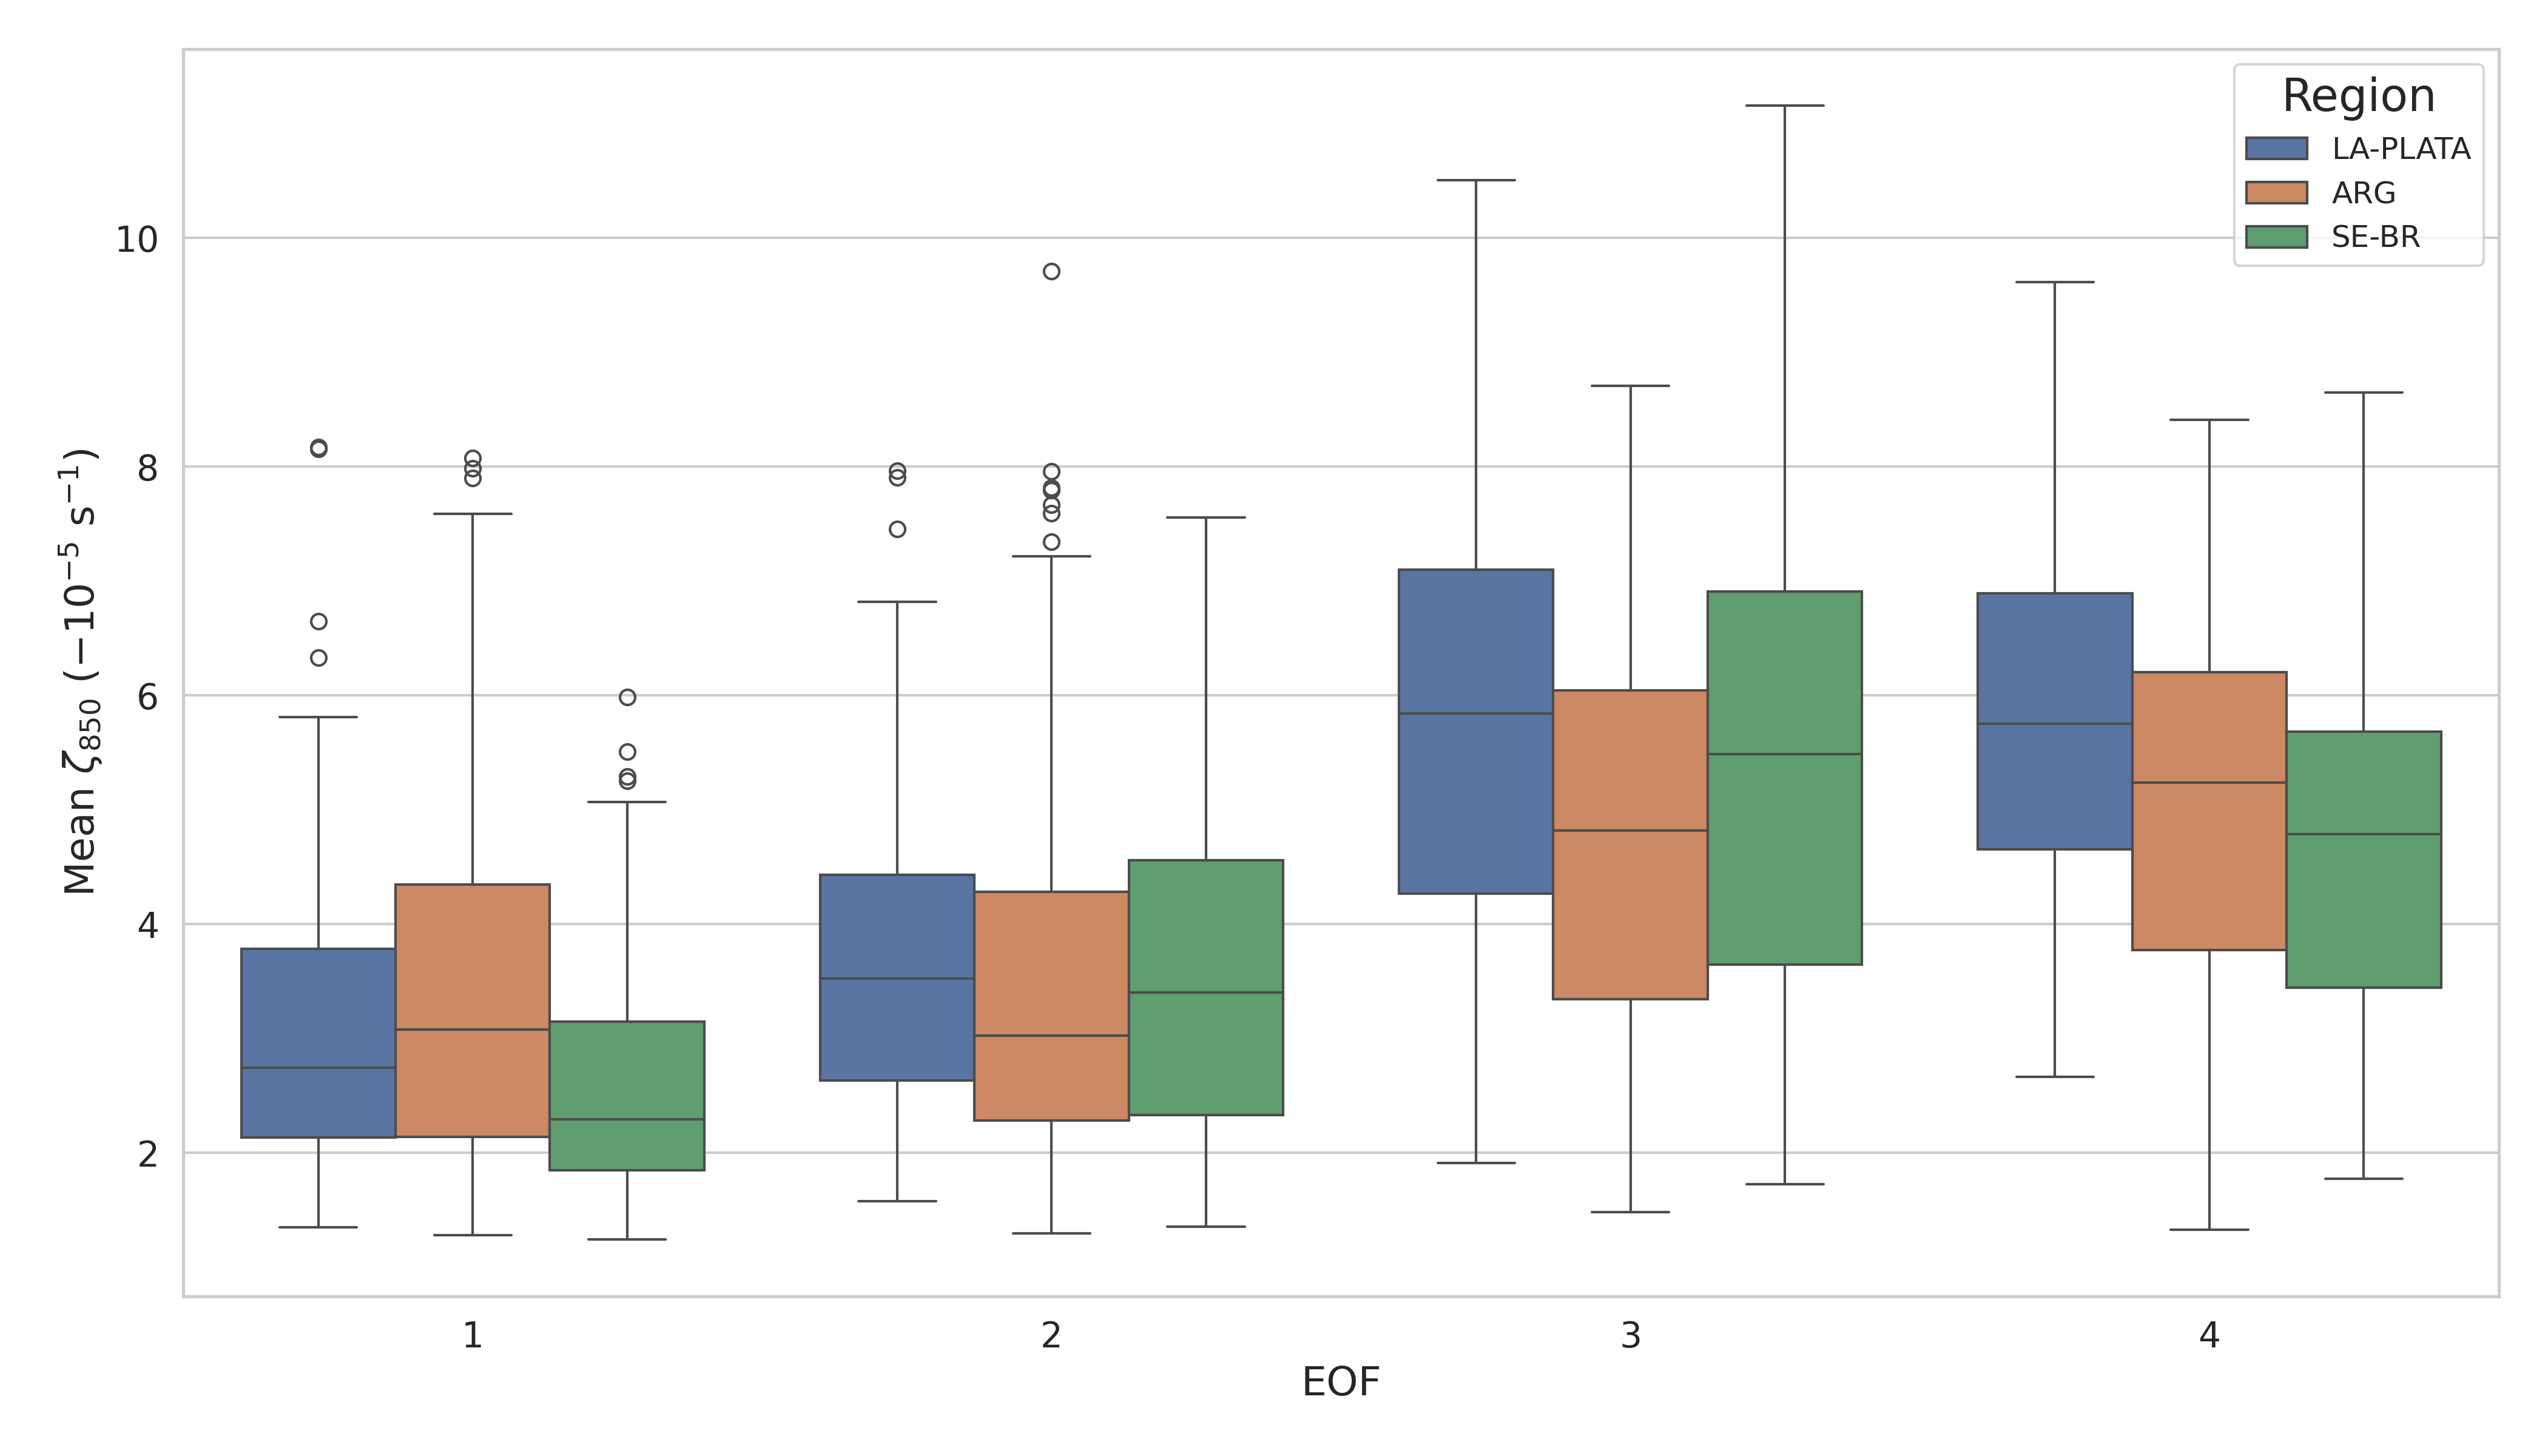 Region
LA-PLATA
ARG
SE-BR
10
8
6
4
2
Mean ζ₈₅₀ (−10⁻⁵ s⁻¹)
1 2 3 4
EOF